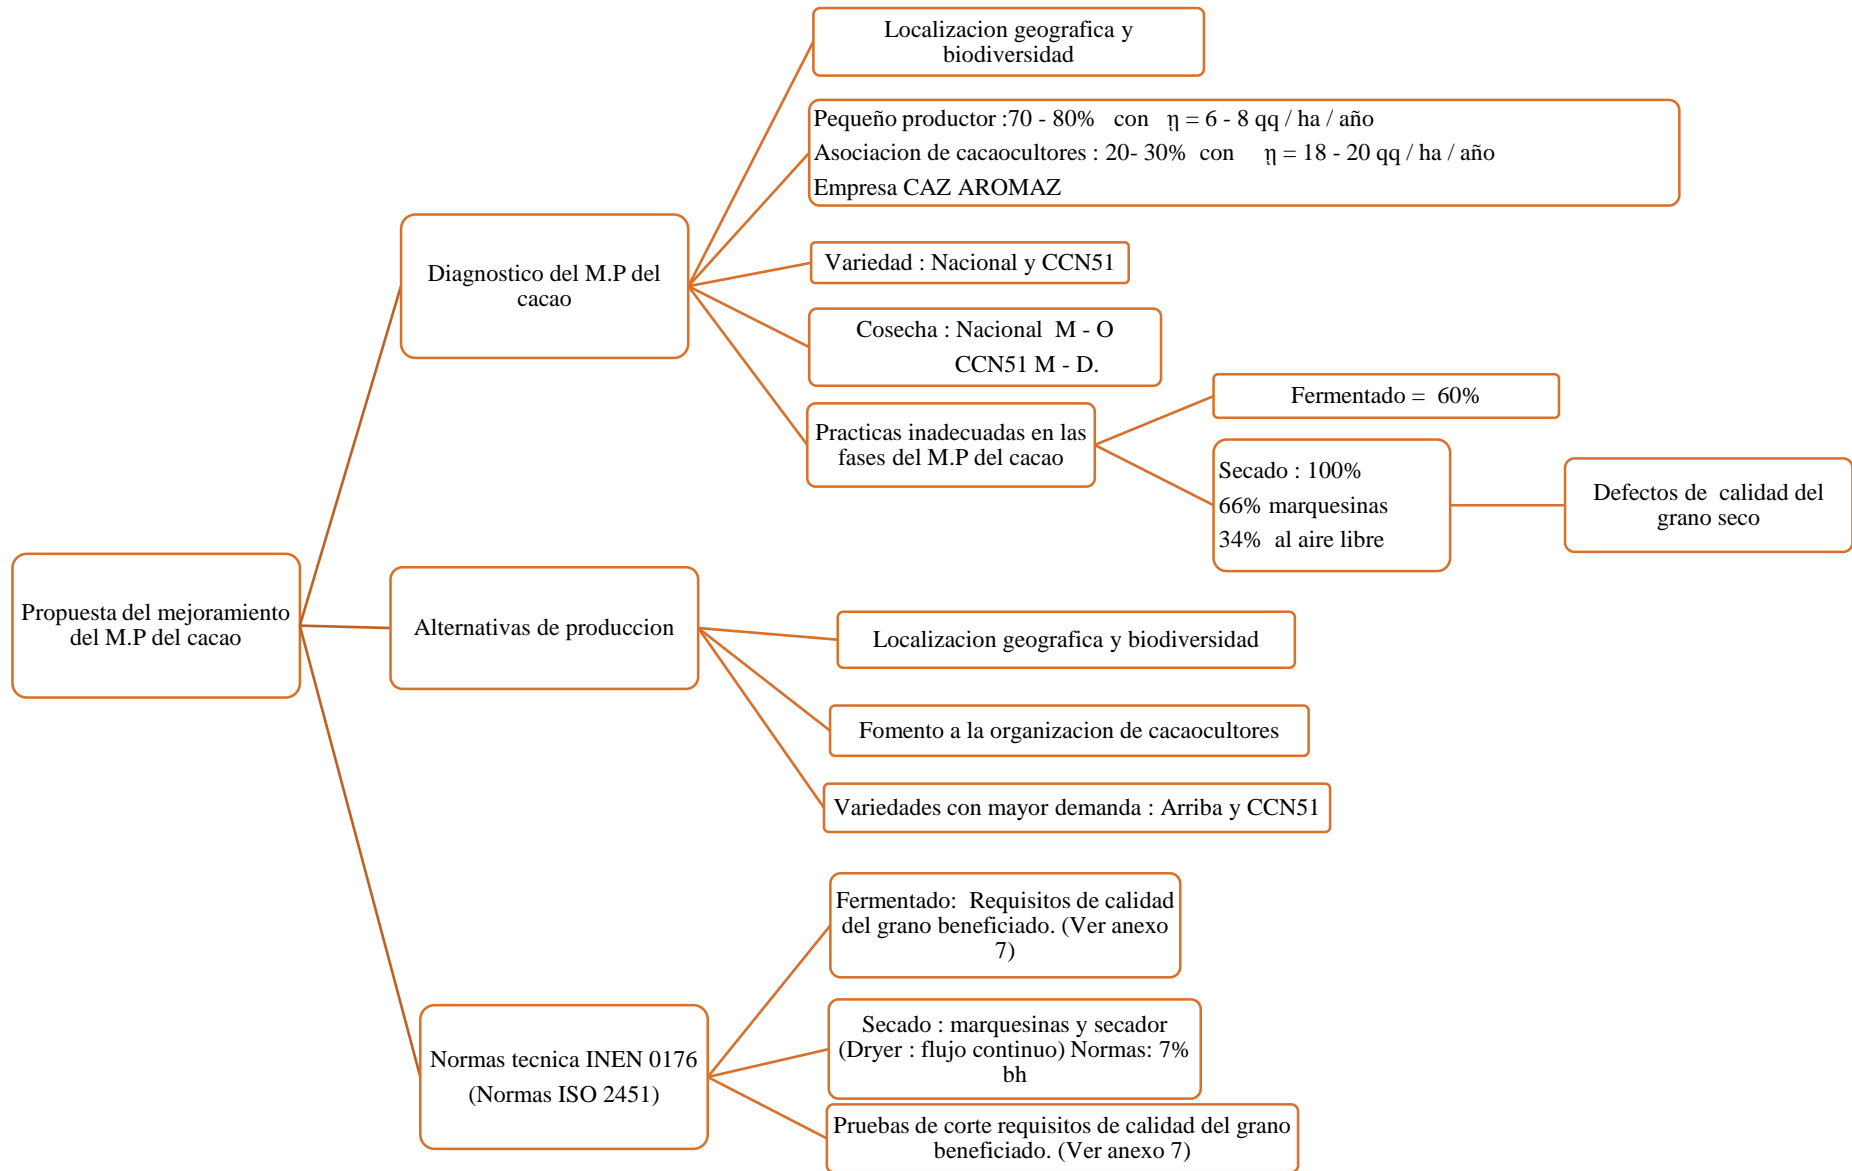 Localizacion geografica y
biodiversidad
Pequeño productor :70 - 80% con ῃ = 6 - 8 qq / ha / año
Asociacion de cacaocultores : 20- 30% con ῃ = 18 - 20 qq / ha / año
Empresa CAZ AROMAZ
Diagnostico del M.P del
cacao
Variedad : Nacional y CCN51
Cosecha : Nacional M - O
CCN51 M - D.
Practicas inadecuadas en las
fases del M.P del cacao
Fermentado = 60%
Secado : 100%
66% marquesinas
34% al aire libre
Defectos de calidad del
grano seco
Propuesta del mejoramiento
del M.P del cacao
Alternativas de produccion
Localizacion geografica y biodiversidad
Fomento a la organizacion de cacaocultores
Variedades con mayor demanda : Arriba y CCN51
Normas tecnica INEN 0176
(Normas ISO 2451)
Fermentado: Requisitos de calidad
del grano beneficiado. (Ver anexo
7)
Secado : marquesinas y secador
(Dryer : flujo continuo) Normas: 7%
bh
Pruebas de corte requisitos de calidad del grano
beneficiado. (Ver anexo 7)